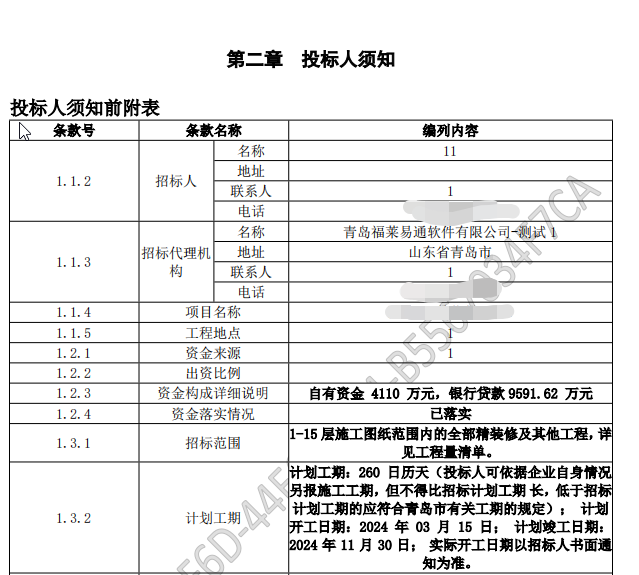 第二章 投标人须知
投标人须知前附表
条款号 条款名称 编列内容
1.1.2 招标人 名称 11
地址
联系人 1
电话
1.1.3 招标代理机构 名称 青岛福莱易通软件有限公司-测试1
地址 山东省青岛市
联系人 1
电话
1.1.4 项目名称
1.1.5 工程地点 1
1.2.1 资金来源 1
1.2.2 出资比例
1.2.3 资金构成详细说明 自有资金 4110 万元，银行贷款 9591.62 万元
1.2.4 资金落实情况 已落实
1.3.1 招标范围 1-15 层施工图纸范围内的全部精装修及其他工程，详
见工程量清单。
1.3.2 计划工期 计划工期：260 日历天（投标人可依据企业自身情况
另报施工工期，但不得比招标计划工期 长，低于招标
计划工期的应符合青岛市有关工期的规定）； 计划
开工日期：2024 年 03 月 15 日； 计划竣工日期：
2024 年 11 月 30 日； 实际开工日期以招标人书面通
知为准。